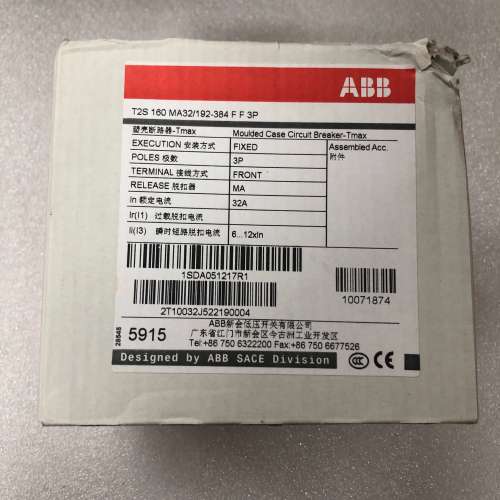 ABB
T2S 160 MA32/192-384 F F 3P
塑壳断路器-Tmax Moulded Case Circuit Breaker-Tmax
EXECUTION 安装方式 FIXED Assembled Acc.
POLES 极数 3P 附件
TERMINAL 接线方式 FRONT
RELEASE 脱扣器 MA
In 额定电流 32A
Ir(I1) 过载脱扣电流
Ii(I3) 瞬时短路脱扣电流 6...12xIn
1SDA051217R1
10071874
2T10032J522190004
28548 5915
ABB新会低压开关有限公司
广东省江门市新会区今古洲工业开发区
Tel:+86 750 6322200 Fax:+86 750 6677526
Designed by ABB SACE Division CCC CE